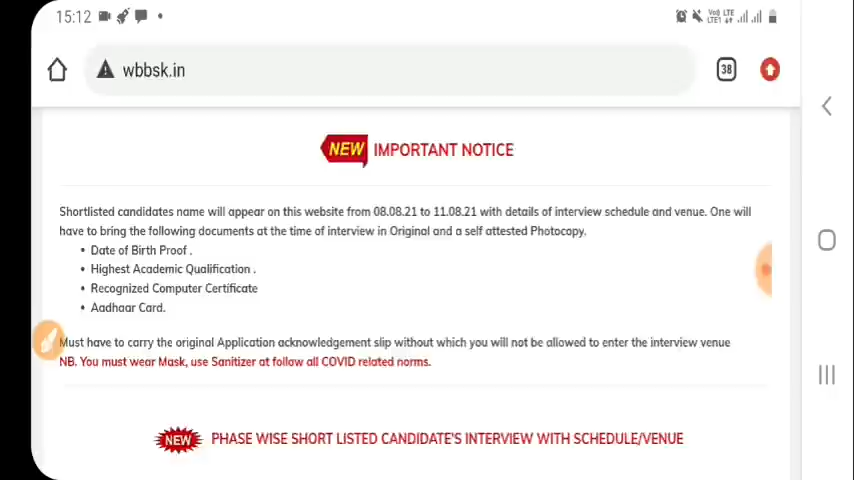 15:12
Vo) LTE
LTE1
wbbsk.in
38
NEW IMPORTANT NOTICE
Shortlisted candidates name will appear on this website from 08.08.21 to 11.08.21 with details of interview schedule and venue. One will
have to bring the following documents at the time of interview in Original and a self attested Photocopy.
• Date of Birth Proof .
• Highest Academic Qualification .
• Recognized Computer Certificate
• Aadhaar Card.
Must have to carry the original Application acknowledgement slip without which you will not be allowed to enter the interview venue
NB. You must wear Mask, use Sanitizer at follow all COVID related norms.
NEW PHASE WISE SHORT LISTED CANDIDATE'S INTERVIEW WITH SCHEDULE/VENUE